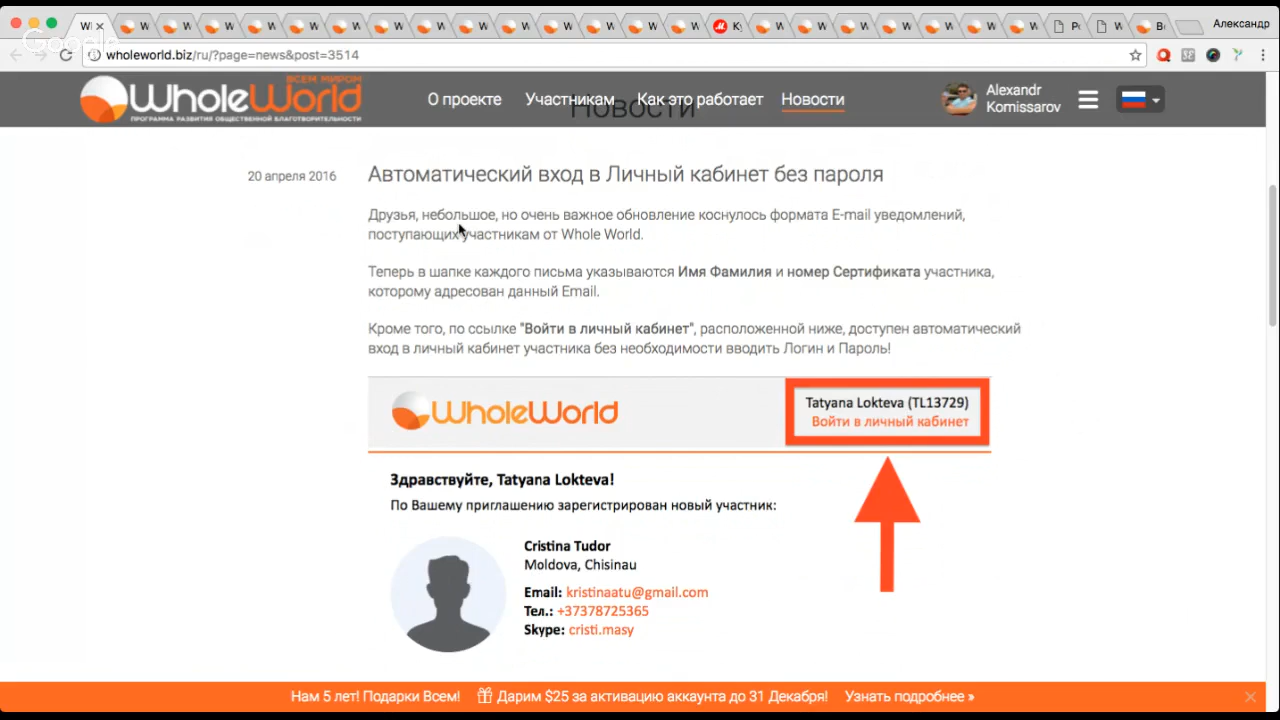 Александр
Google
wholeworld.biz/ru/?page=news&post=3514
ВСЕМ МИРОМ
WholeWorld
ПРОГРАММА РАЗВИТИЯ ОБЩЕСТВЕННОЙ БЛАГОТВОРИТЕЛЬНОСТИ
О проекте Участникам Как это работает Новости
Alexandr
Komissarov
Новости
20 апреля 2016
Автоматический вход в Личный кабинет без пароля
Друзья, небольшое, но очень важное обновление коснулось формата E-mail уведомлений,
поступающих участникам от Whole World.
Теперь в шапке каждого письма указываются Имя Фамилия и номер Сертификата участника,
которому адресован данный Email.
Кроме того, по ссылке "Войти в личный кабинет", расположенной ниже, доступен автоматический
вход в личный кабинет участника без необходимости вводить Логин и Пароль!
WholeWorld
Tatyana Lokteva (TL13729)
Войти в личный кабинет
Здравствуйте, Tatyana Lokteva!
По Вашему приглашению зарегистрирован новый участник:
Cristina Tudor
Moldova, Chisinau
Email: kristinaatu@gmail.com
Тел.: +37378725365
Skype: cristi.masy
Нам 5 лет! Подарки Всем! Дарим $25 за активацию аккаунта до 31 Декабря! Узнать подробнее »